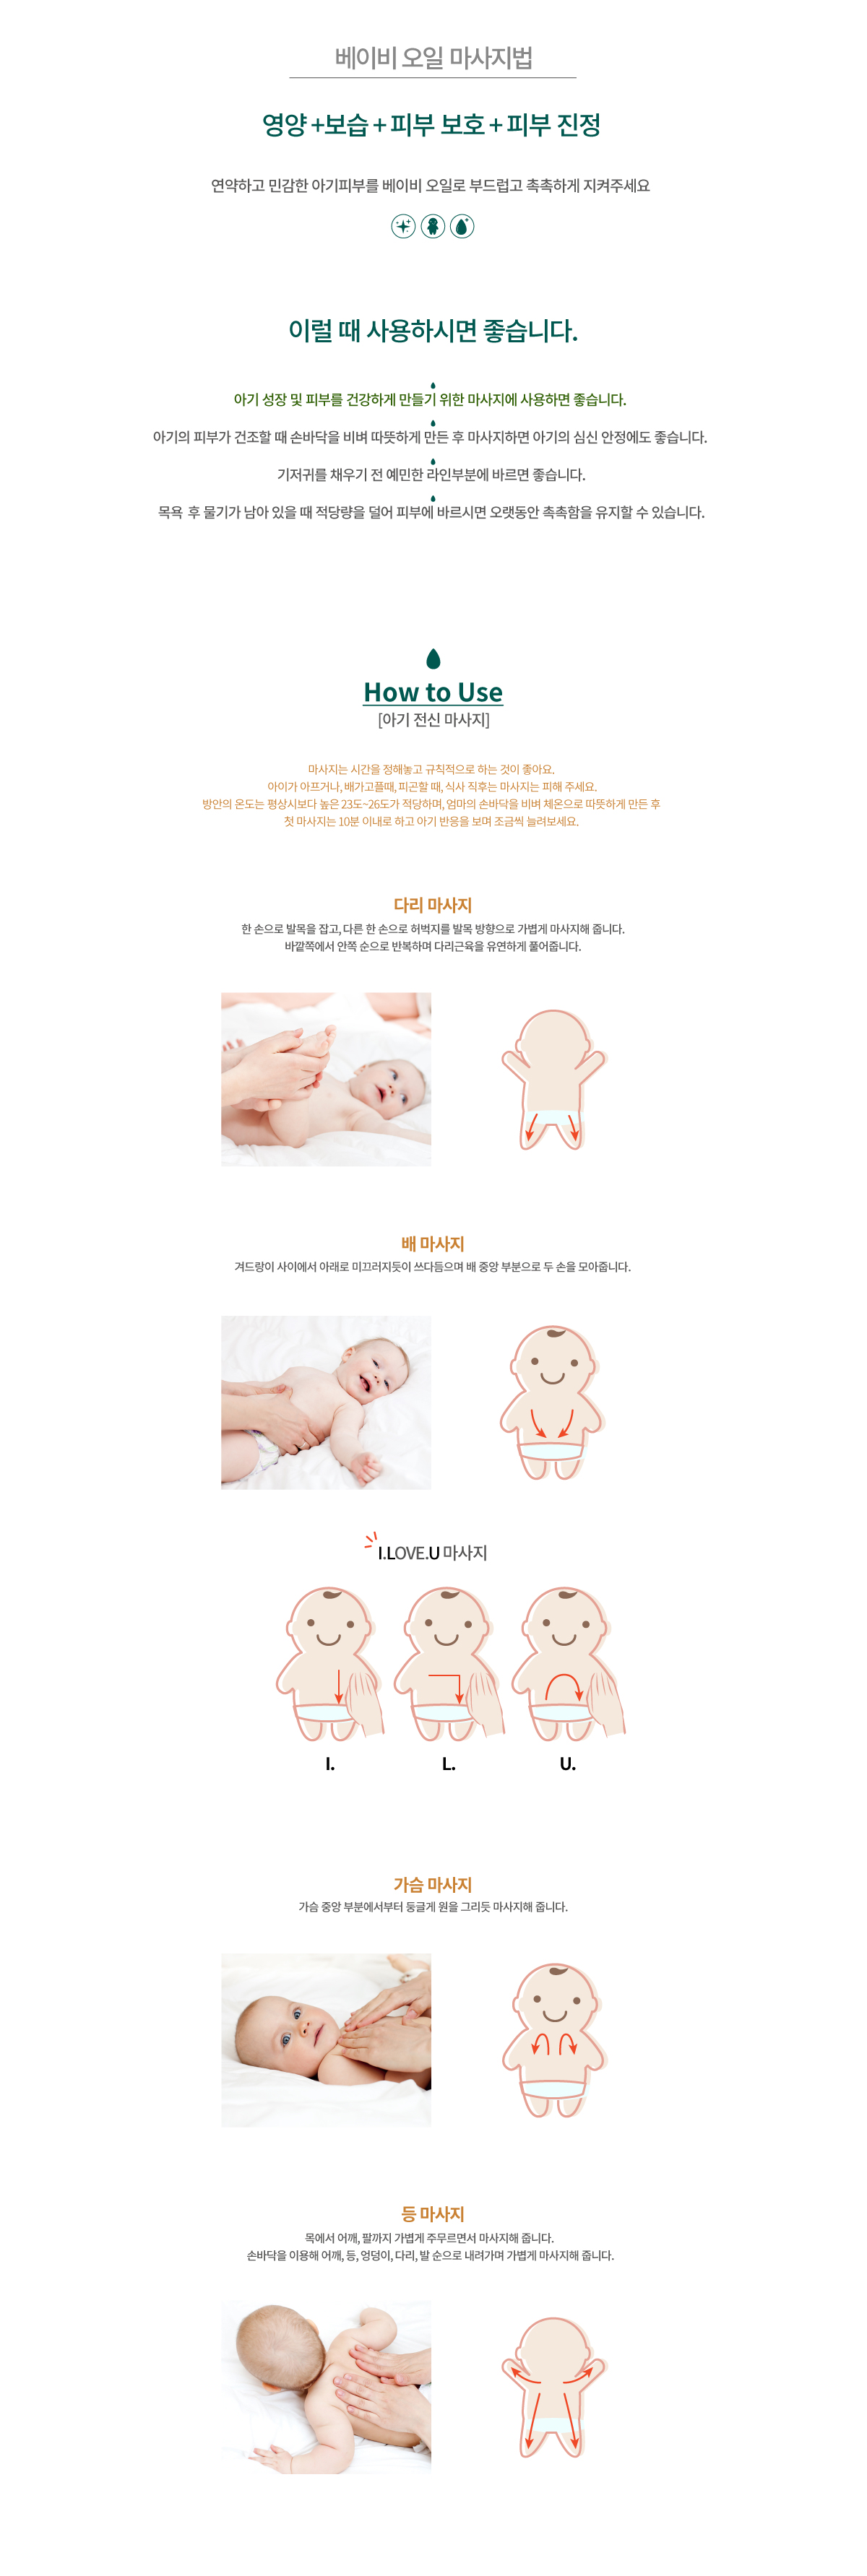 베이비 오일 마사지법
영양 +보습 + 피부 보호 + 피부 진정
연약하고 민감한 아기피부를 베이비 오일로 부드럽고 촉촉하게 지켜주세요
이럴 때 사용하시면 좋습니다.
아기 성장 및 피부를 건강하게 만들기 위한 마사지에 사용하면 좋습니다.
아기의 피부가 건조할 때 손바닥을 비벼 따뜻하게 만든 후 마사지하면 아기의 심신 안정에도 좋습니다.
기저귀를 채우기 전 예민한 라인부분에 바르면 좋습니다.
목욕 후 물기가 남아 있을 때 적당량을 덜어 피부에 바르시면 오랫동안 촉촉함을 유지할 수 있습니다.
How to Use
[아기 전신 마사지]
마사지는 시간을 정해놓고 규칙적으로 하는 것이 좋아요.
아이가 아프거나, 배가고플때, 피곤할 때, 식사 직후는 마사지는 피해 주세요.
방안의 온도는 평상시보다 높은 23도~26도가 적당하며, 엄마의 손바닥을 비벼 체온으로 따뜻하게 만든 후
첫 마사지는 10분 이내로 하고 아기 반응을 보며 조금씩 늘려보세요.
다리 마사지
한 손으로 발목을 잡고, 다른 한 손으로 허벅지를 발목 방향으로 가볍게 마사지해 줍니다.
바깥쪽에서 안쪽 순으로 반복하며 다리근육을 유연하게 풀어줍니다.
배 마사지
겨드랑이 사이에서 아래로 미끄러지듯이 쓰다듬으며 배 중앙 부분으로 두 손을 모아줍니다.
I.LOVE.U 마사지
I.
L.
U.
가슴 마사지
가슴 중앙 부분에서부터 둥글게 원을 그리듯 마사지해 줍니다.
등 마사지
목에서 어깨, 팔까지 가볍게 주무르면서 마사지해 줍니다.
손바닥을 이용해 어깨, 등, 엉덩이, 다리, 발 순으로 내려가며 가볍게 마사지해 줍니다.